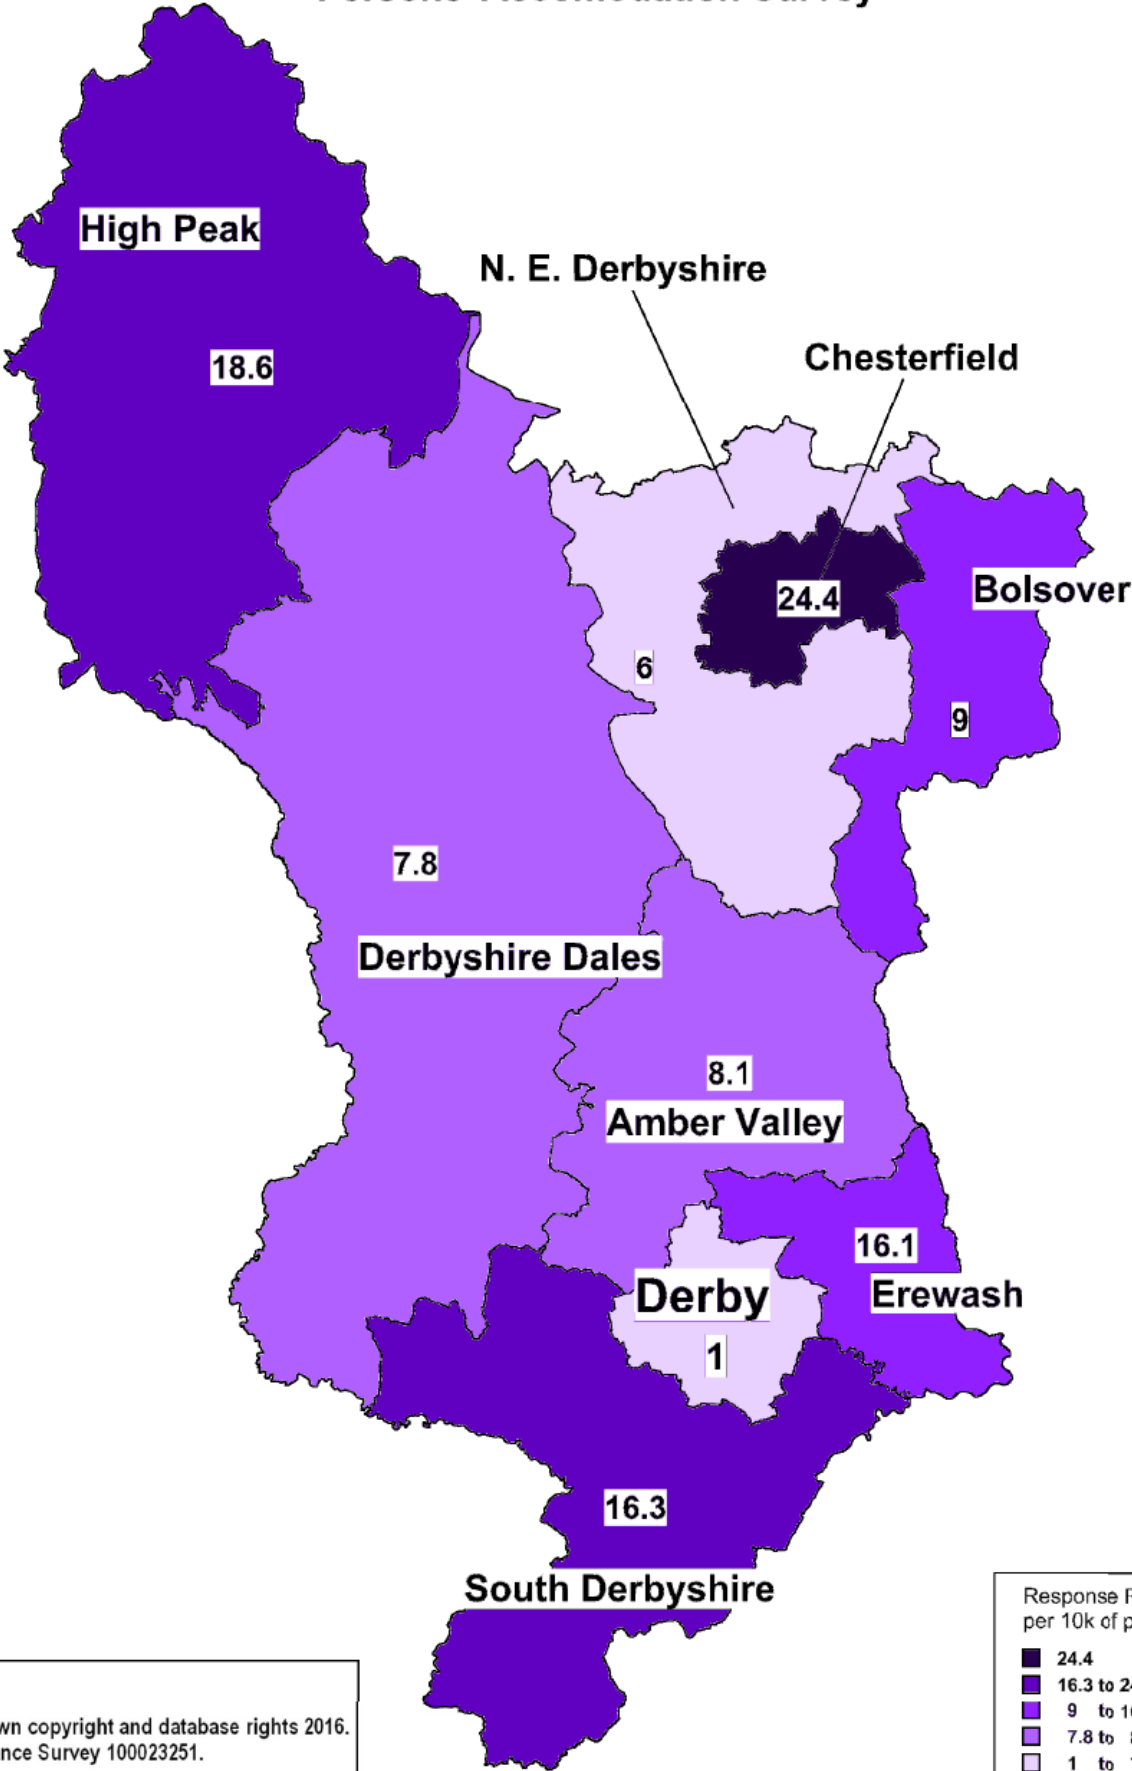 High Peak
N. E. Derbyshire
Chesterfield
18.6
24.4
Bolsover
6
9
7.8
Derbyshire Dales
8.1
Amber Valley
16.1
Derby
Erewash
1
16.3
South Derbyshire
Response
per 10k of
24.4
16.3 to
9 to
7.8 to
1 to
copyright and database rights 2016.
Survey 100023251.